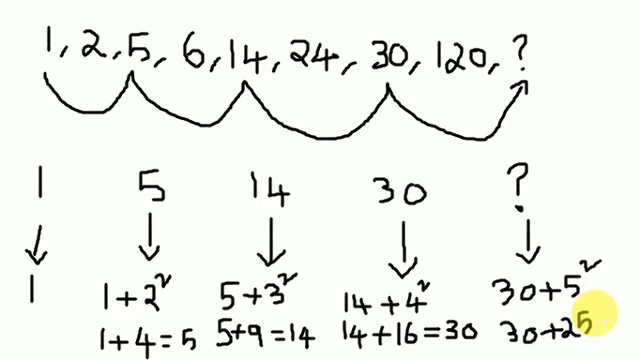 1, 2, 5, 6, 14, 24, 30, 120, ?
1 5 14 30 ?
1 1+2² 5+3² 14+4² 30+5²
1+4=5 5+9=14 14+16=30 30+25